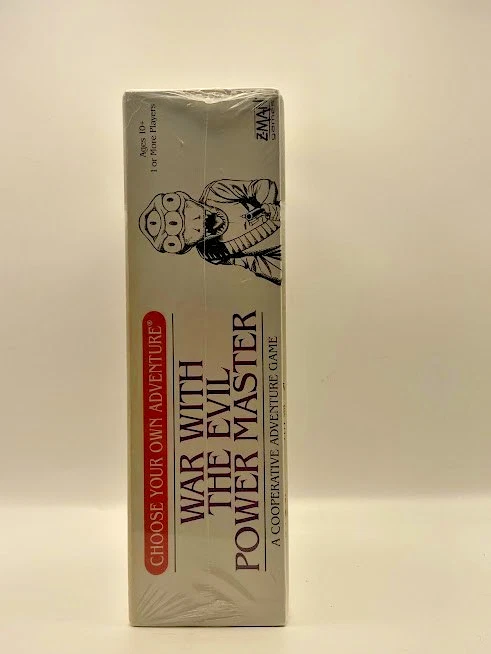 CHOOSE YOUR OWN ADVENTURE®
WAR WITH
THE EVIL
POWER MASTER
A COOPERATIVE ADVENTURE GAME
Ages 10+
1 or More Players
Z-MAN
games